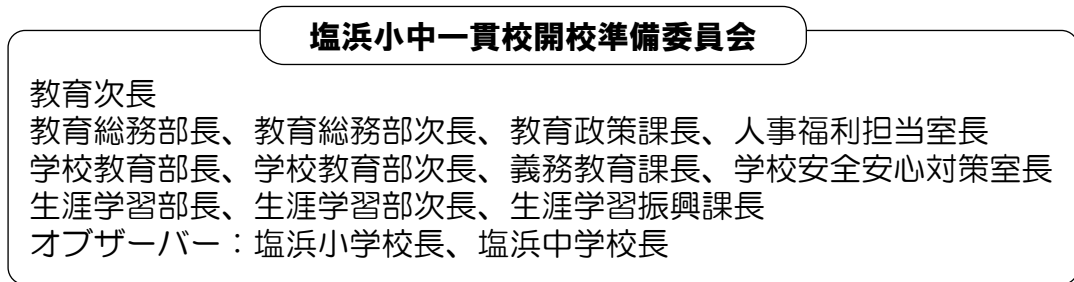 塩浜小中一貫校開校準備委員会
教育次長
教育総務部長、教育総務部次長、教育政策課長、人事福利担当室長
学校教育部長、学校教育部次長、義務教育課長、学校安全安心対策室長
生涯学習部長、生涯学習部次長、生涯学習振興課長
オブザーバー：塩浜小学校長、塩浜中学校長